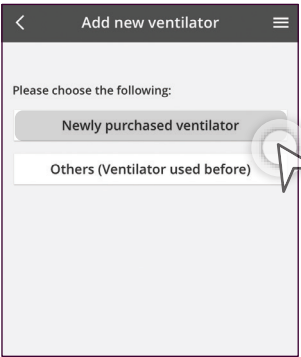 Add new ventilator
Please choose the following:
Newly purchased ventilator
Others (Ventilator used before)